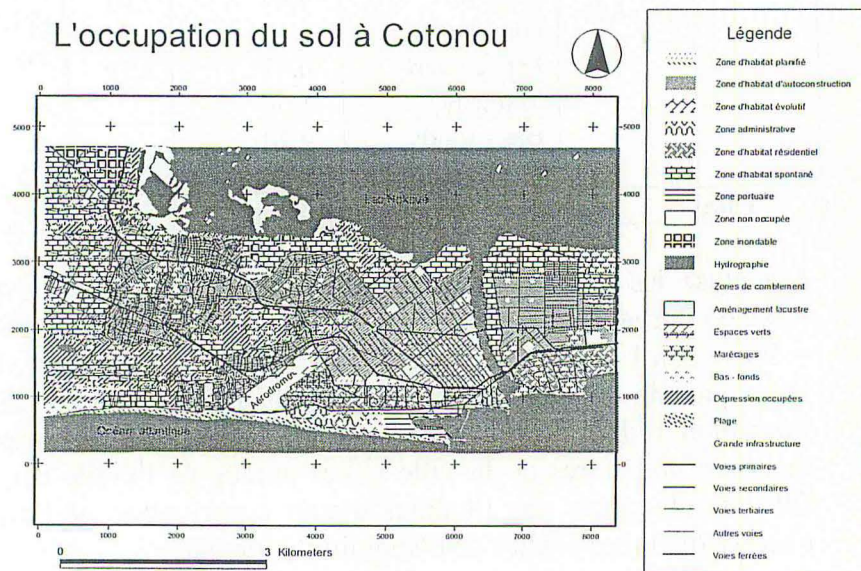 L'occupation du sol à Cotonou
0 1000 2000 3000 4000 5000 6000 7000 8000
5000 5000
4000 4000
Lac Nokoué
3000 3000
2000 2000
Aérodrome
1000 1000
Océan atlantique
0 0
0 1000 2000 3000 4000 5000 6000 7000 8000
0 3 Kilometers
Légende
Zone d'habitat planifié
Zone d'habitat d'autoconstruction
Zone d'habitat évolutif
Zone administrative
Zone d'habitat résidentiel
Zone d'habitat spontané
Zone portuaire
Zone non occupée
Zone inondable
Hydrographie
Zones de comblement
Aménagement lacustre
Espaces verts
Marécages
Bas - fonds
Dépression occupées
Plage
Grande infrastructure
Voies primaires
Voies secondaires
Voies tertiaires
Autres voies
Voies ferrées